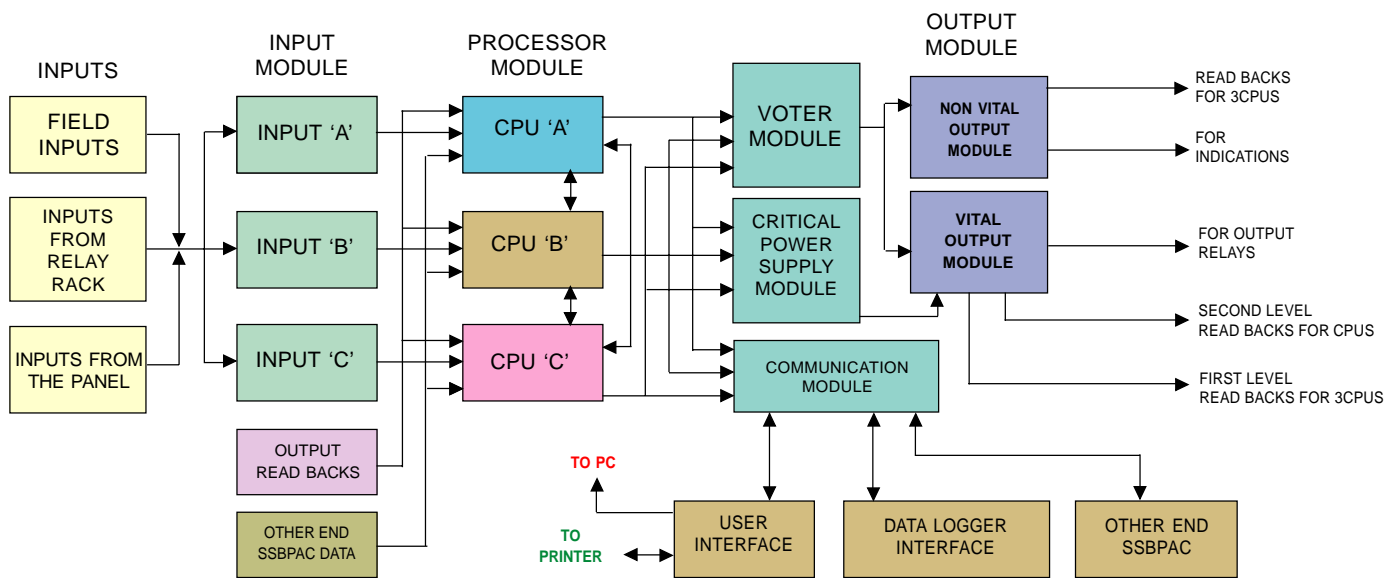 INPUTS
INPUT
MODULE
PROCESSOR
MODULE
OUTPUT
MODULE
FIELD
INPUTS
INPUTS
FROM
RELAY
RACK
INPUTS FROM
THE PANEL
INPUT ‘A’
INPUT ‘B’
INPUT ‘C’
OUTPUT
READ BACKS
OTHER END
SSBPAC DATA
CPU ‘A’
CPU ‘B’
CPU ‘C’
VOTER
MODULE
CRITICAL
POWER
SUPPLY
MODULE
COMMUNICATION
MODULE
NON VITAL
OUTPUT
MODULE
VITAL
OUTPUT
MODULE
READ BACKS
FOR 3CPUS
FOR
INDICATIONS
FOR OUTPUT
RELAYS
SECOND LEVEL
READ BACKS FOR CPUS
FIRST LEVEL
READ BACKS FOR 3CPUS
TO PC
TO
PRINTER
USER
INTERFACE
DATA LOGGER
INTERFACE
OTHER END
SSBPAC